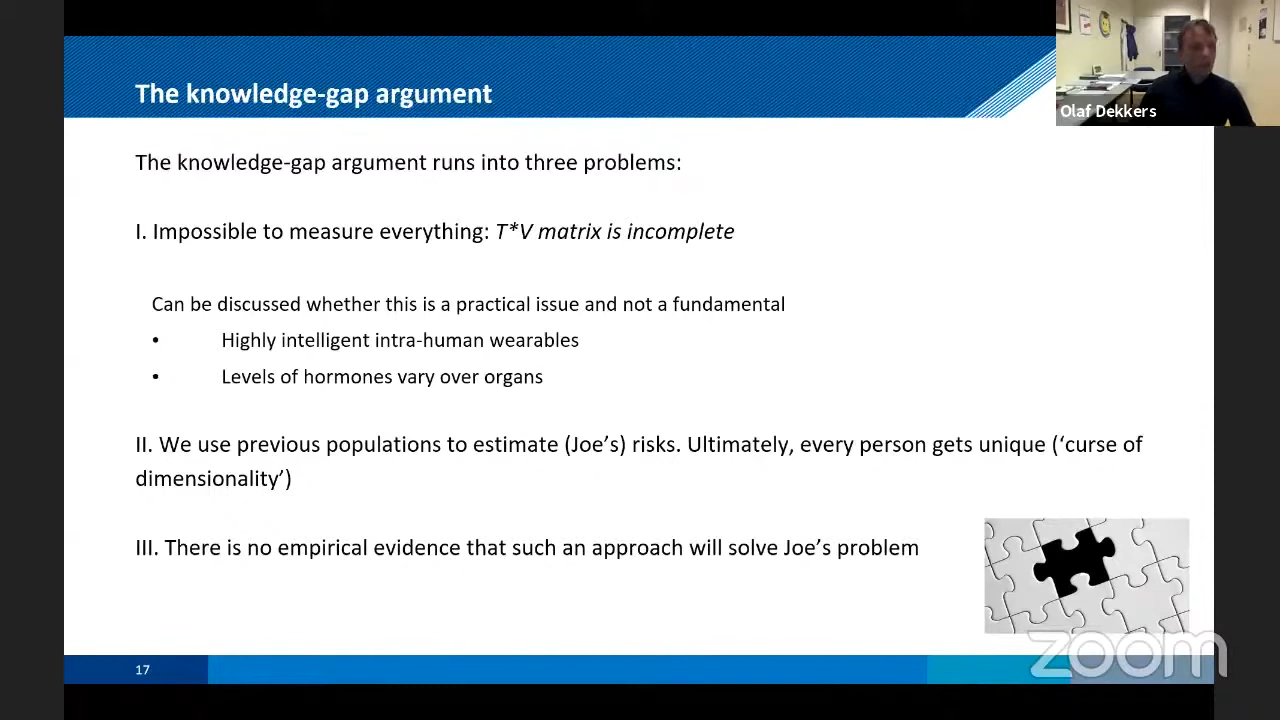 The knowledge-gap argument
Olaf Dekkers
The knowledge-gap argument runs into three problems:
I. Impossible to measure everything: T*V matrix is incomplete
Can be discussed whether this is a practical issue and not a fundamental
• Highly intelligent intra-human wearables
• Levels of hormones vary over organs
II. We use previous populations to estimate (Joe’s) risks. Ultimately, every person gets unique (‘curse of
dimensionality’)
III. There is no empirical evidence that such an approach will solve Joe’s problem
zoom
17